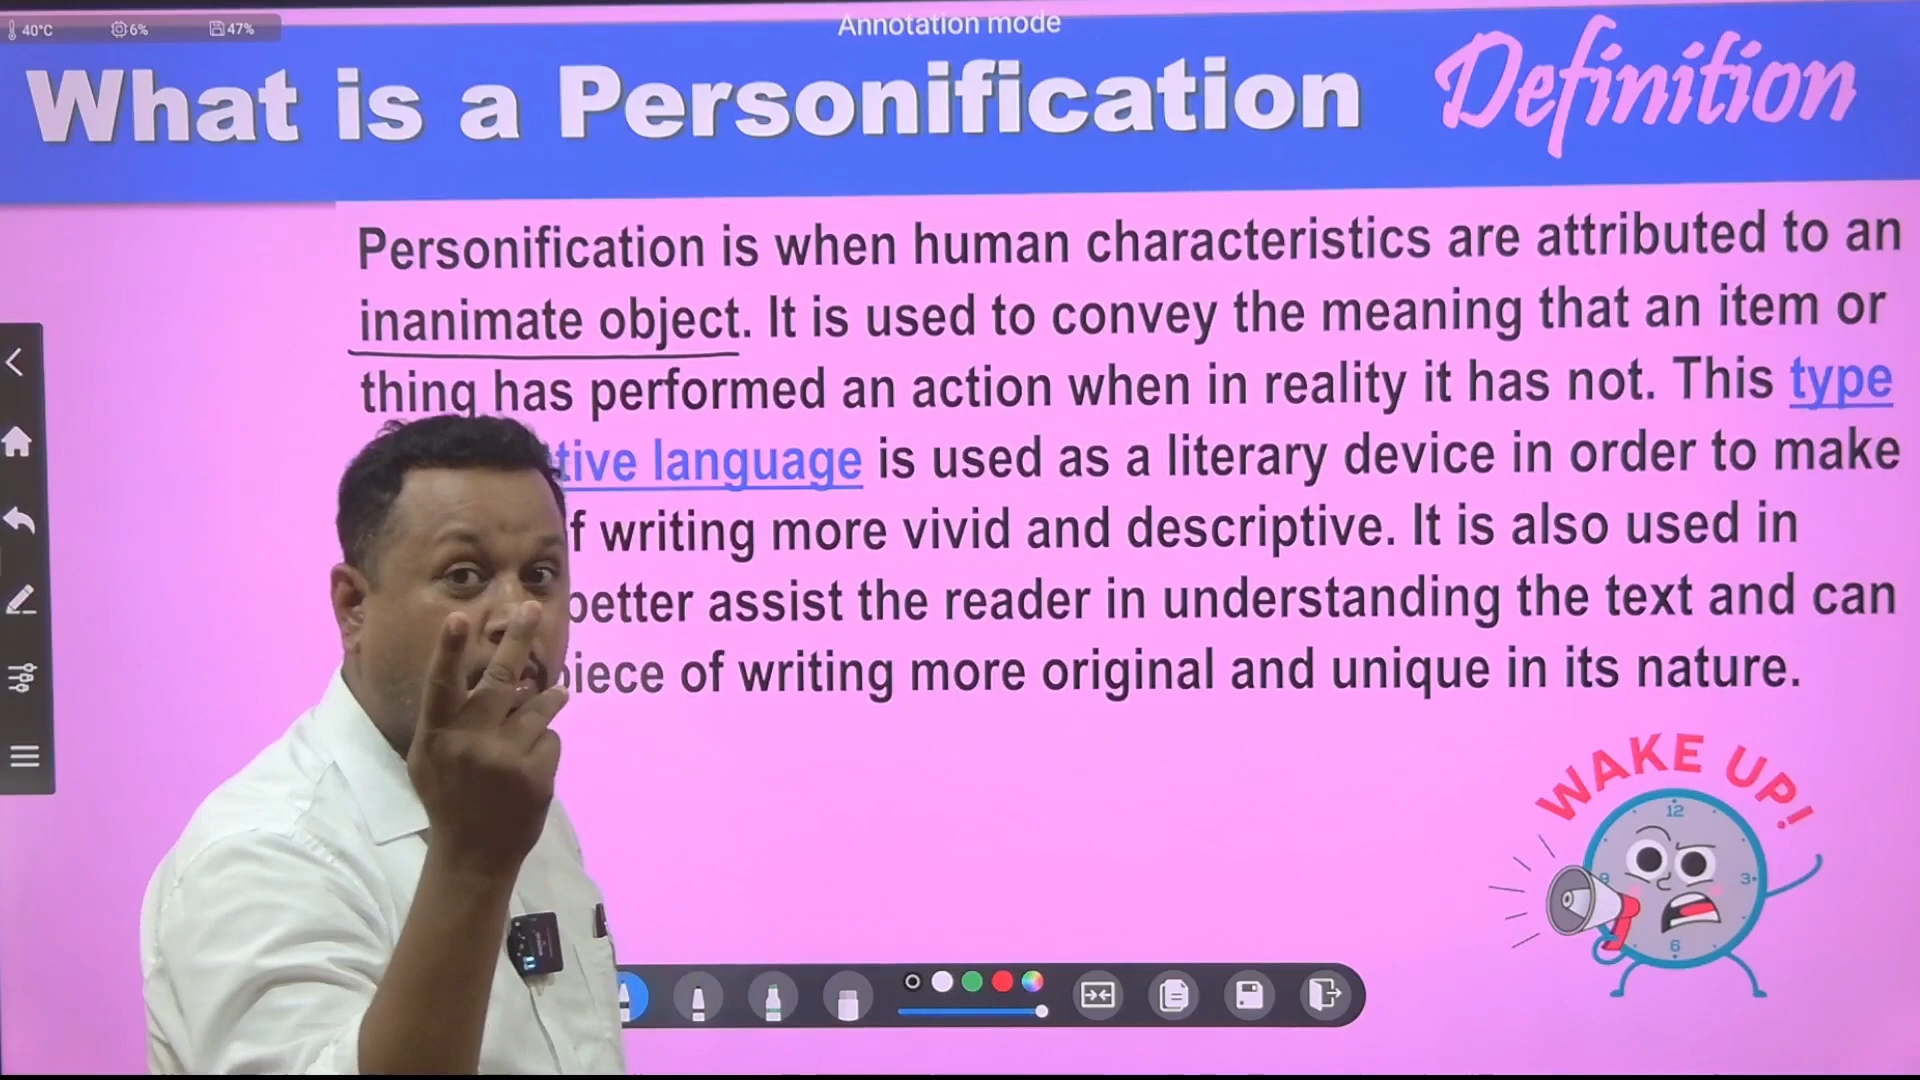 40°C 6% 47%
Annotation mode
What is a Personification Definition
Personification is when human characteristics are attributed to an
inanimate object. It is used to convey the meaning that an item or
thing has performed an action when in reality it has not. This type
tive language is used as a literary device in order to make
f writing more vivid and descriptive. It is also used in
better assist the reader in understanding the text and can
piece of writing more original and unique in its nature.
WAKE UP!
12
9 3
6